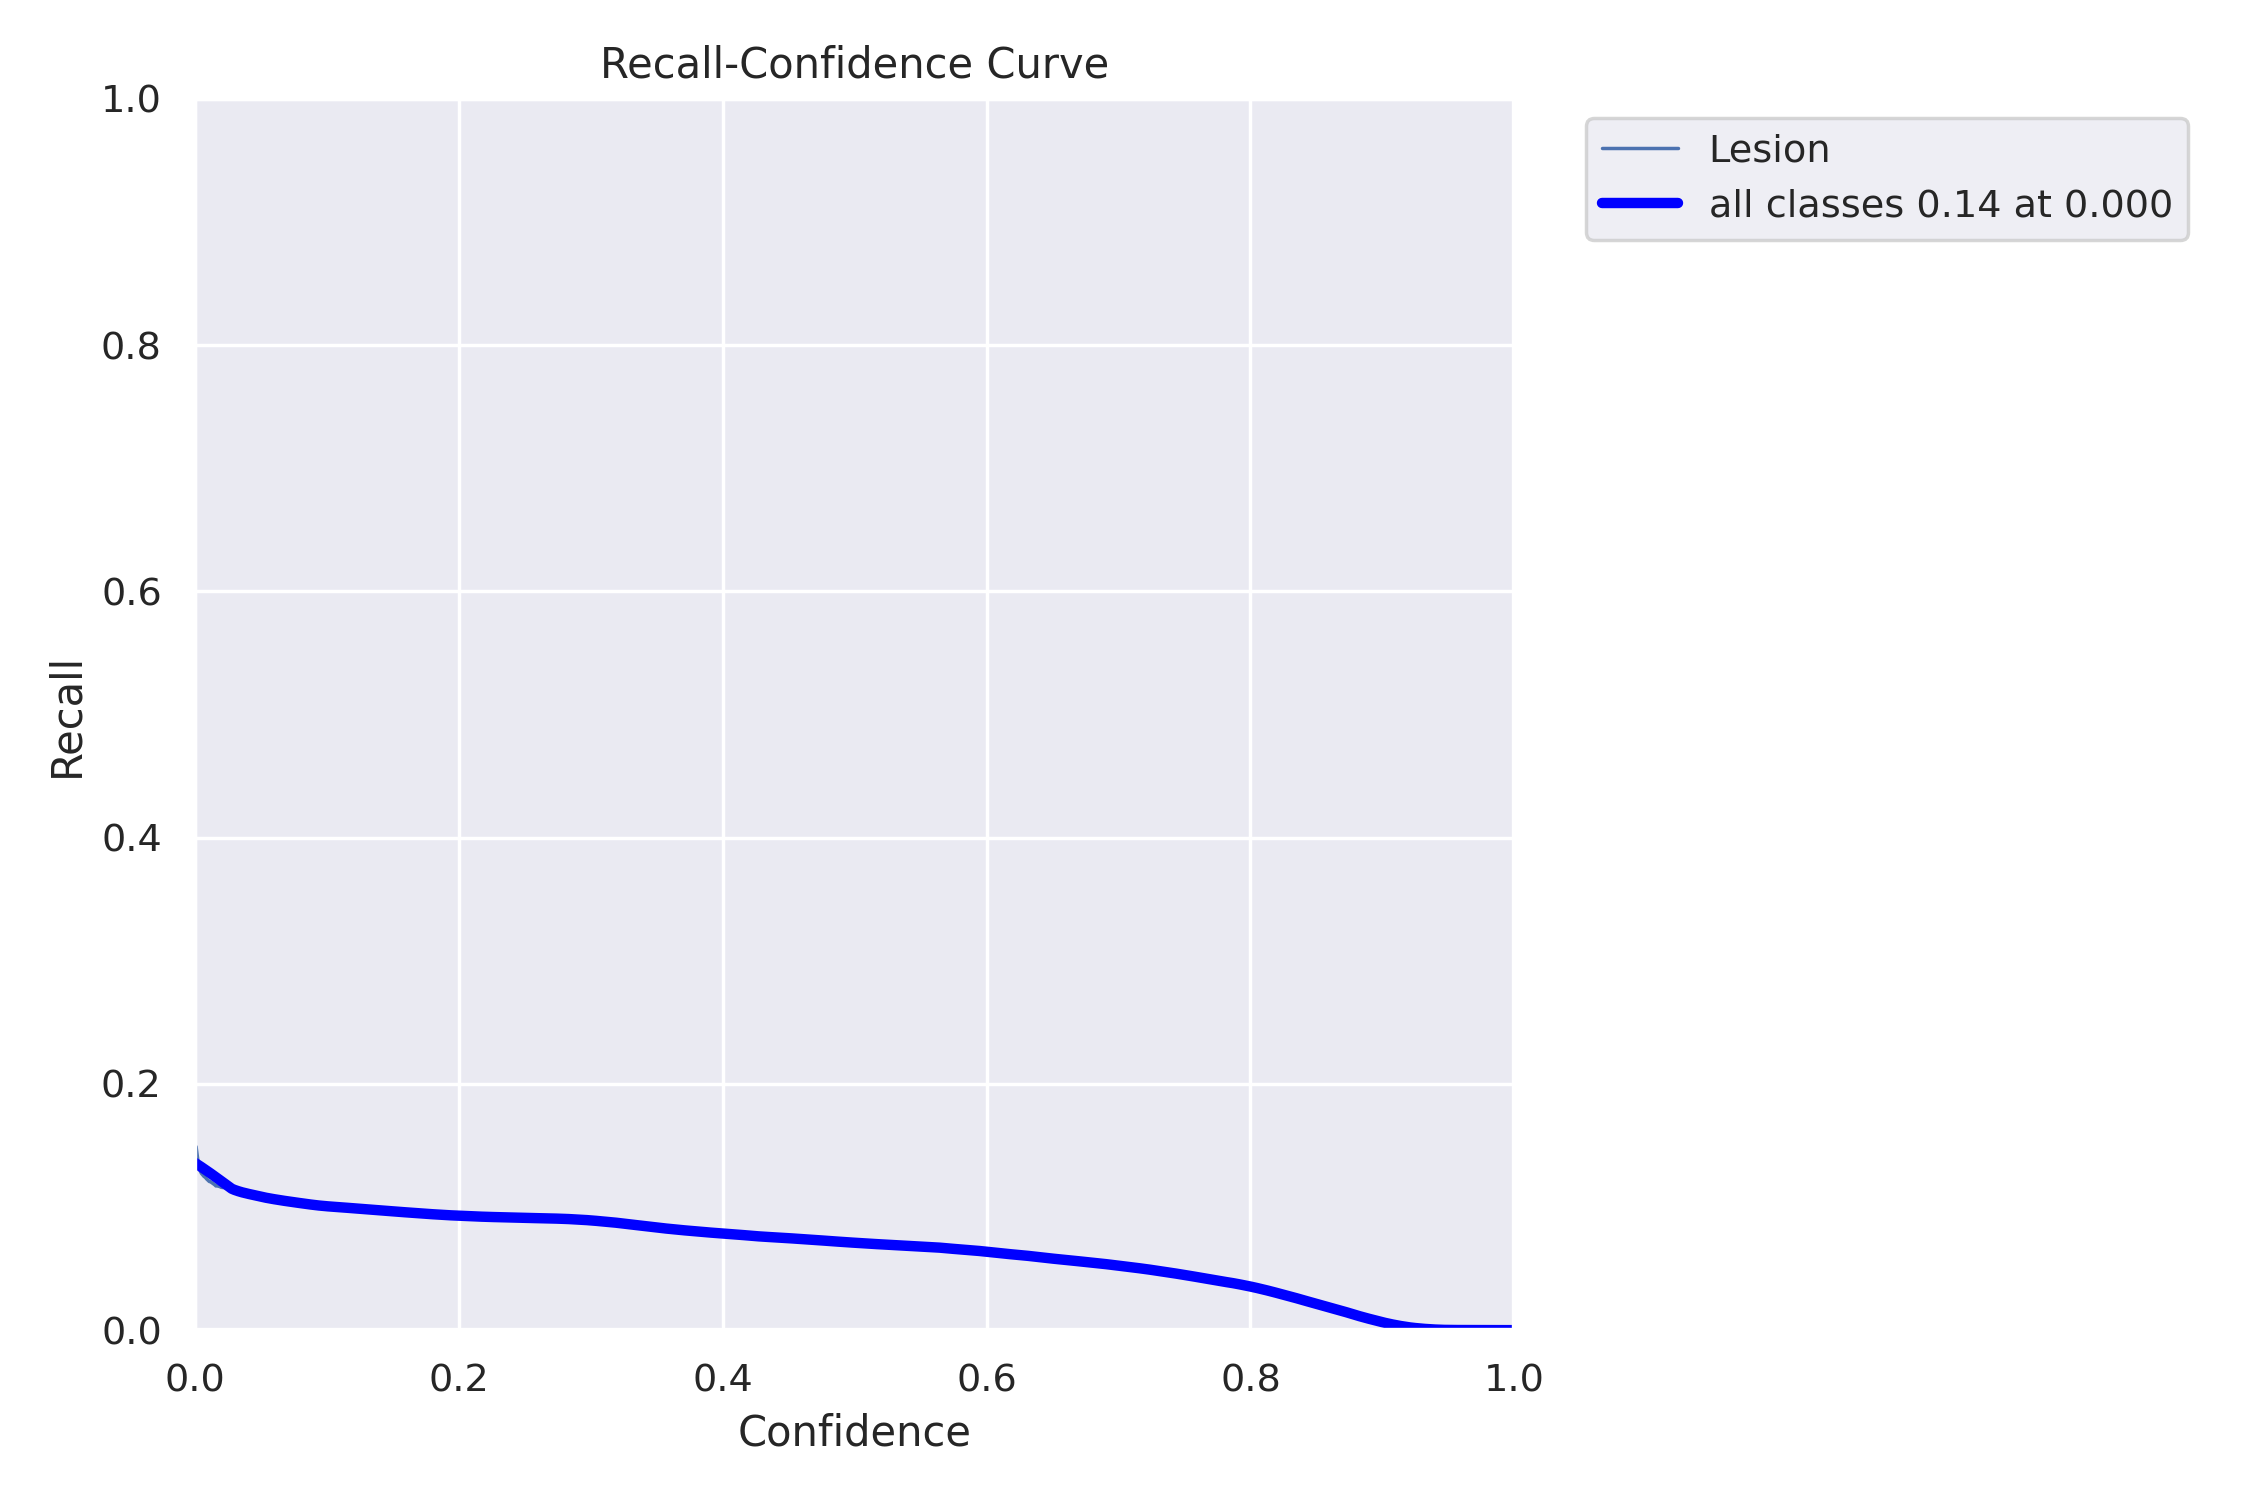 Recall-Confidence Curve
1.0
0.8
0.6
0.4
0.2
0.0
Recall
0.0 0.2 0.4 0.6 0.8 1.0
Confidence
Lesion
all classes 0.14 at 0.000